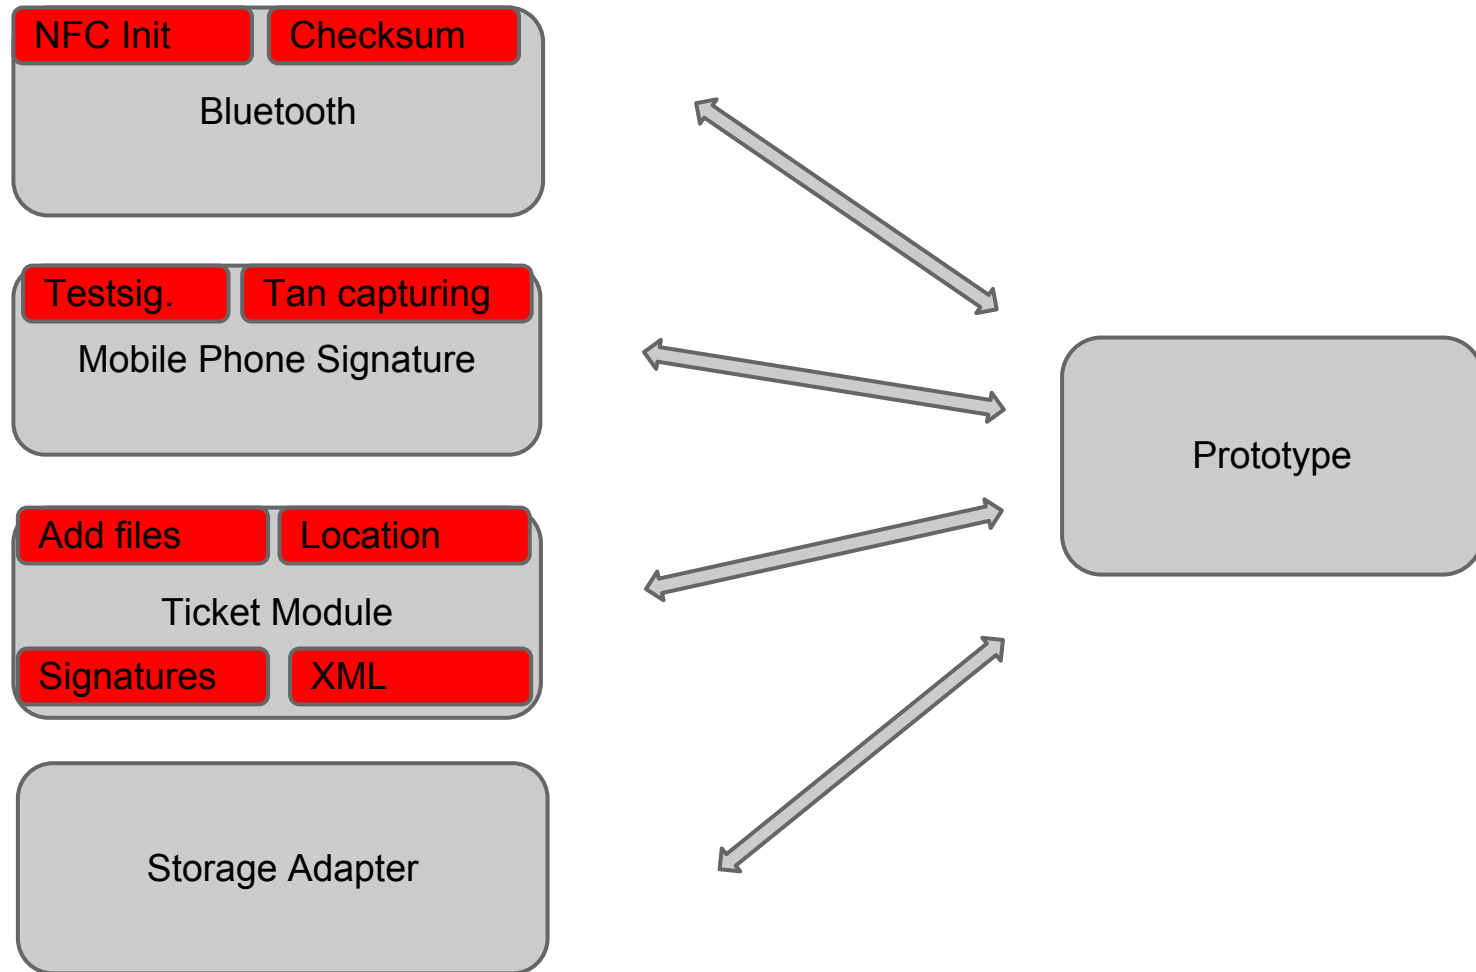 NFC Init
Checksum
Bluetooth
Testsig.
Tan capturing
Mobile Phone Signature
Add files
Location
Ticket Module
Signatures
XML
Storage Adapter
Prototype